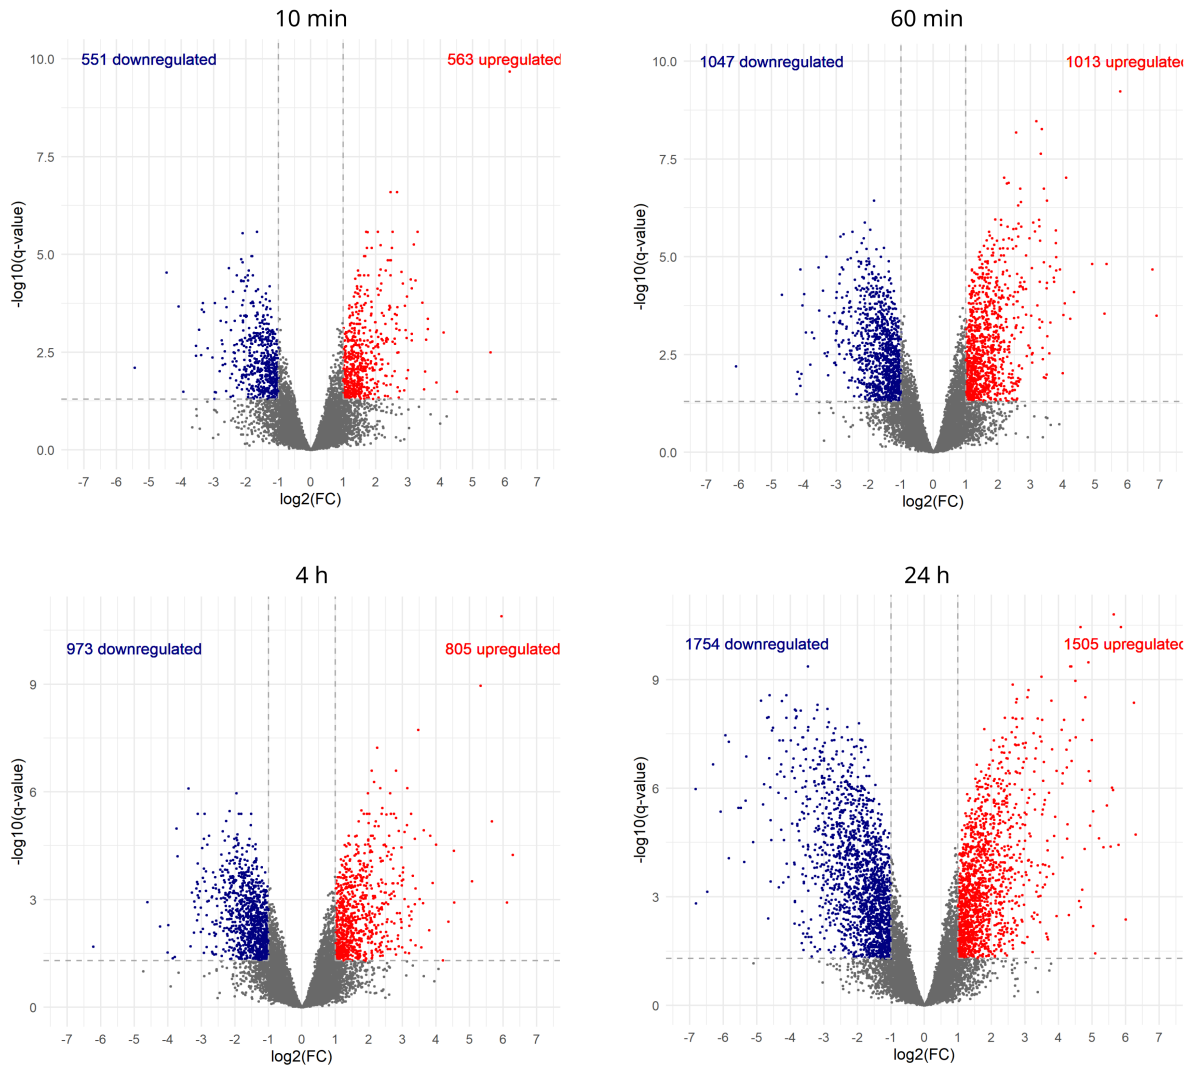 10 min
551 downregulated
563 upregulated
10.0
7.5
5.0
2.5
0.0
-log10(q-value)
-7 -6 -5 -4 -3 -2 -1 0 1 2 3 4 5 6 7
log2(FC)
60 min
1047 downregulated
1013 upregulated
10.0
7.5
5.0
2.5
0.0
-log10(q-value)
-7 -6 -5 -4 -3 -2 -1 0 1 2 3 4 5 6 7
log2(FC)
4 h
973 downregulated
805 upregulated
9
6
3
0
-log10(q-value)
-7 -6 -5 -4 -3 -2 -1 0 1 2 3 4 5 6 7
log2(FC)
24 h
1754 downregulated
1505 upregulated
9
6
3
0
-log10(q-value)
-7 -6 -5 -4 -3 -2 -1 0 1 2 3 4 5 6 7
log2(FC)